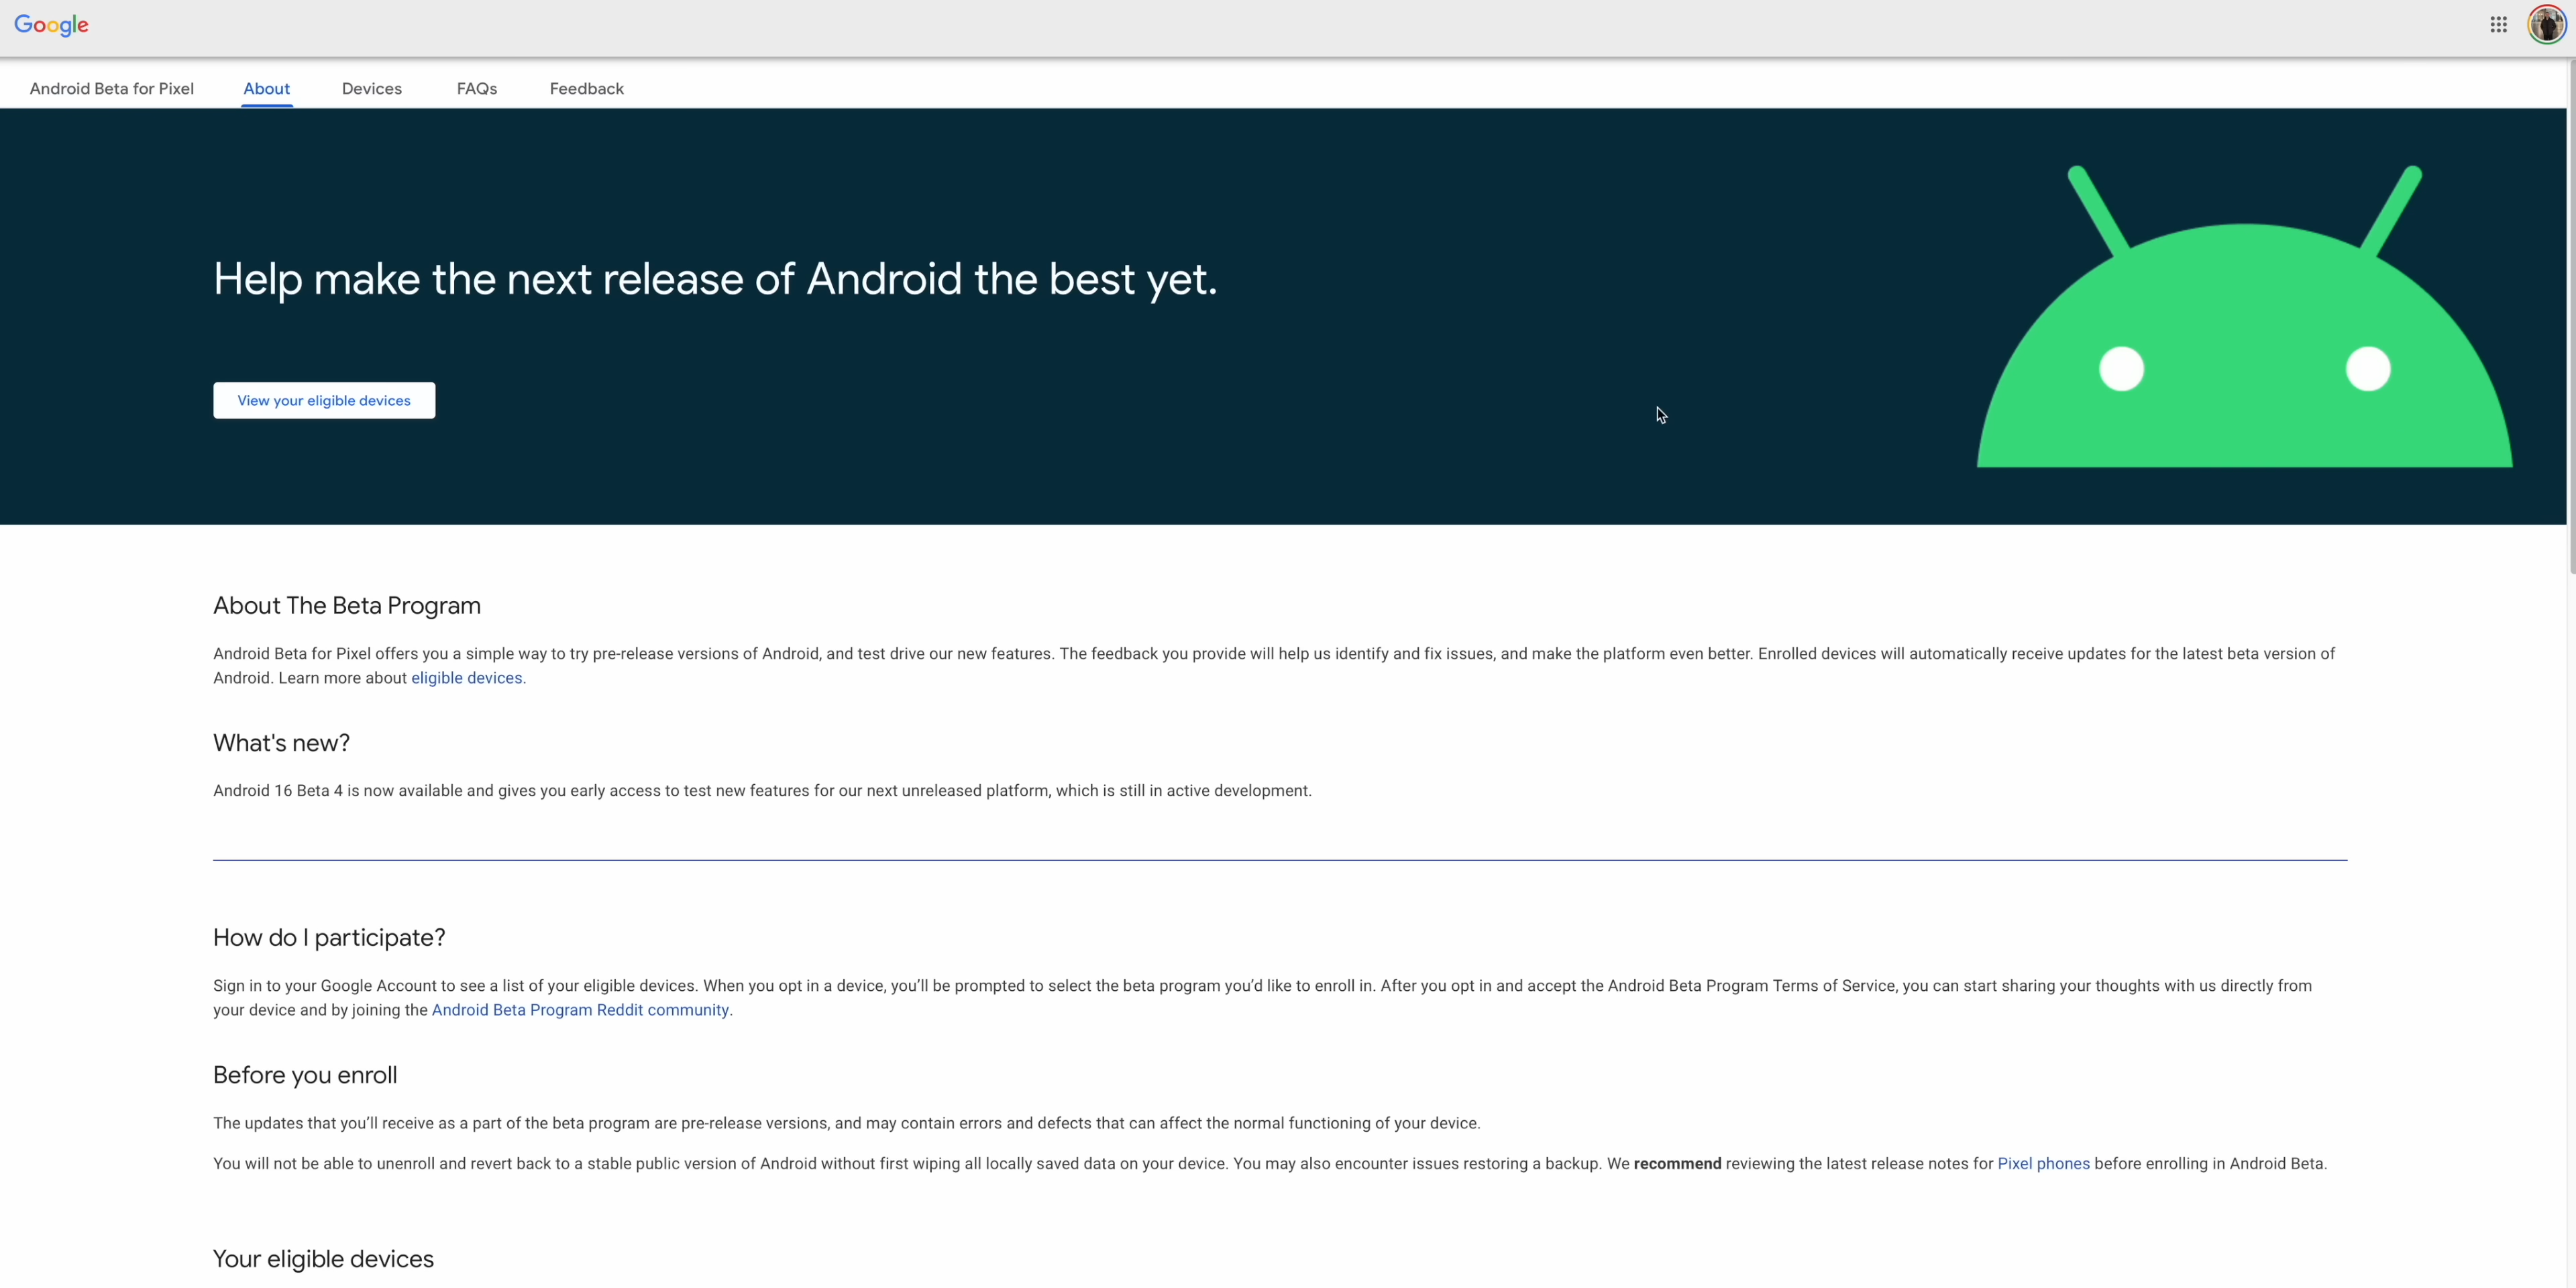 Google
Android Beta for Pixel About Devices FAQs Feedback
Help make the next release of Android the best yet.
View your eligible devices
About The Beta Program
Android Beta for Pixel offers you a simple way to try pre-release versions of Android, and test drive our new features. The feedback you provide will help us identify and fix issues, and make the platform even better. Enrolled devices will automatically receive updates for the latest beta version of
Android. Learn more about eligible devices.
What's new?
Android 16 Beta 4 is now available and gives you early access to test new features for our next unreleased platform, which is still in active development.
How do I participate?
Sign in to your Google Account to see a list of your eligible devices. When you opt in a device, you’ll be prompted to select the beta program you’d like to enroll in. After you opt in and accept the Android Beta Program Terms of Service, you can start sharing your thoughts with us directly from
your device and by joining the Android Beta Program Reddit community.
Before you enroll
The updates that you’ll receive as a part of the beta program are pre-release versions, and may contain errors and defects that can affect the normal functioning of your device.
You will not be able to unenroll and revert back to a stable public version of Android without first wiping all locally saved data on your device. You may also encounter issues restoring a backup. We recommend reviewing the latest release notes for Pixel phones before enrolling in Android Beta.
Your eligible devices